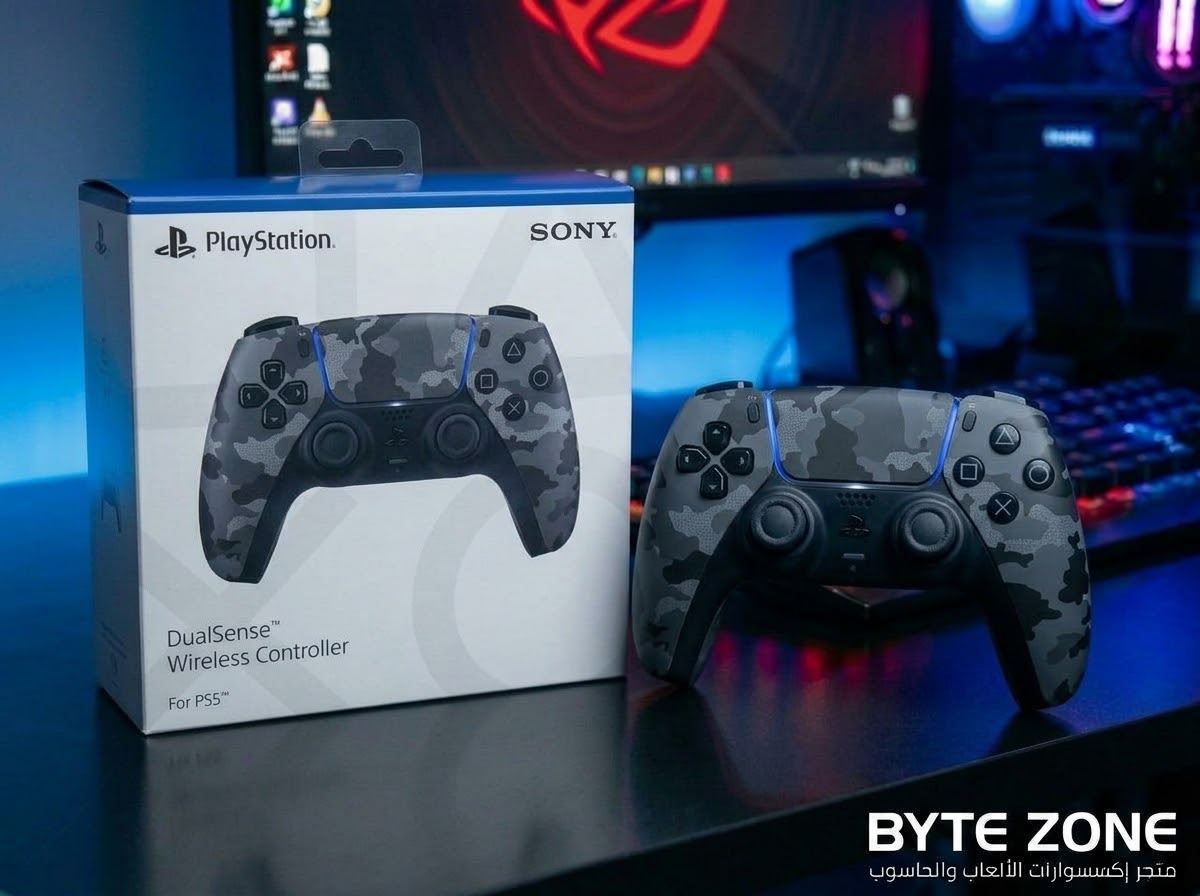 PlayStation®
SONY®
DualSense™
Wireless Controller
For PS5™
BYTE ZONE
متجر إكسسوارات الألعاب والحاسوب